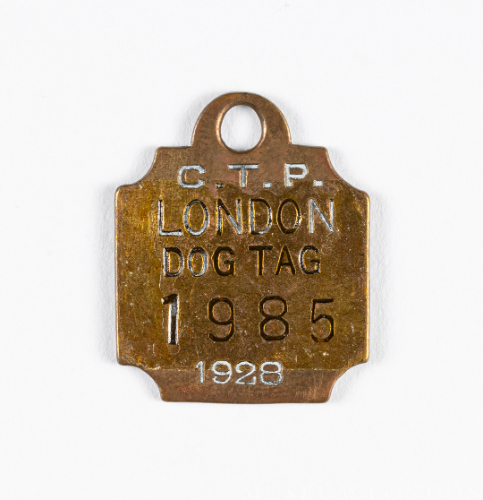 C.T.P.
LONDON
DOG TAG
1985
1928